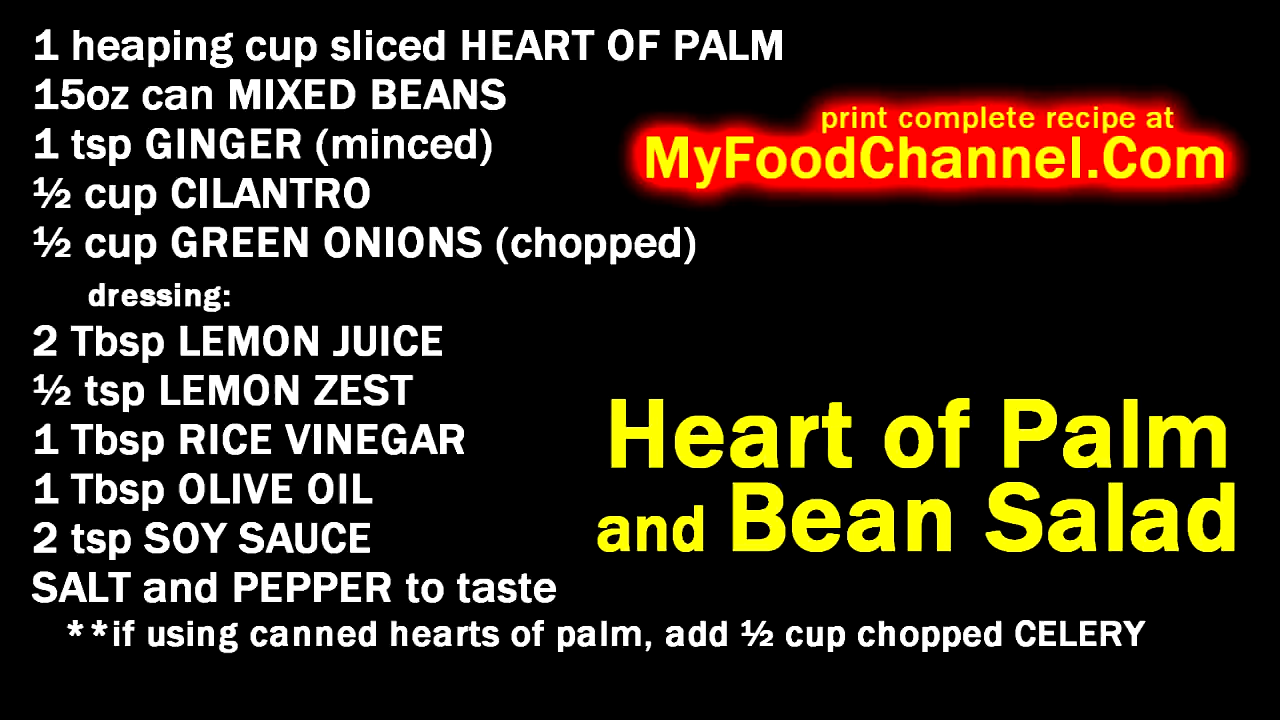 1 heaping cup sliced HEART OF PALM
15oz can MIXED BEANS
1 tsp GINGER (minced)
½ cup CILANTRO
½ cup GREEN ONIONS (chopped)
dressing:
2 Tbsp LEMON JUICE
½ tsp LEMON ZEST
1 Tbsp RICE VINEGAR
1 Tbsp OLIVE OIL
2 tsp SOY SAUCE
SALT and PEPPER to taste
**if using canned hearts of palm, add ½ cup chopped CELERY
print complete recipe at
MyFoodChannel.Com
Heart of Palm
and Bean Salad